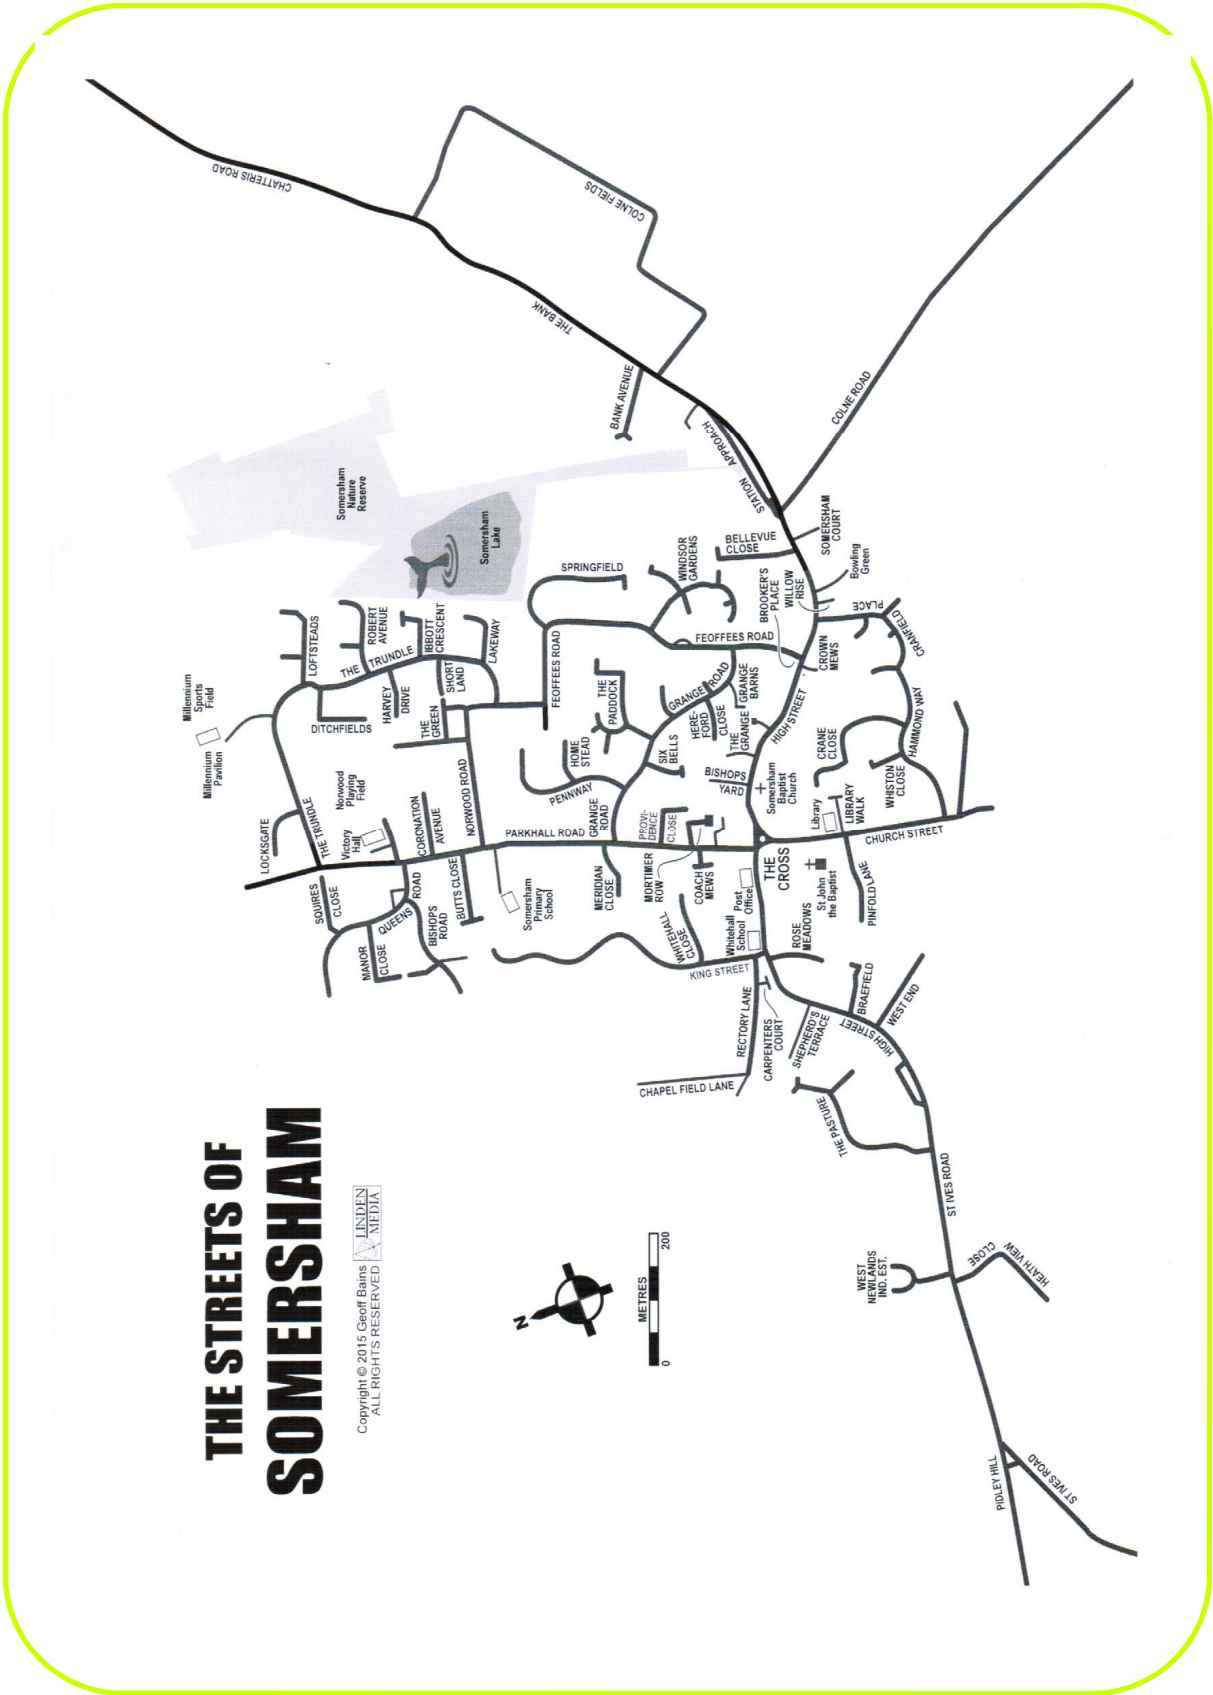 THE STREETS OF
SOMERSHAM
Copyright © 2015 Geoff Bains
ALL RIGHTS RESERVED
LINDEN
MEDIA
N
METRES
0
200
CHATTERIS ROAD
COLNE FIELDS
THE BANK
BANK AVENUE
STATION APPROACH
COLNE ROAD
Somersham
Nature
Reserve
Somersham
Lake
SOMERSHAM
COURT
BELLEVUE
CLOSE
Bowling
Green
WINDSOR
GARDENS
SPRINGFIELD
BROOKER'S
PLACE
WILLOW
RISE
CRANFIELD
PLACE
CROWN
MEWS
FEOFFEES ROAD
FEOFFEES ROAD
LOFTSTEADS
ROBERT
AVENUE
IBBOTT
CRESCENT
LAKEWAY
THE TRUNDLE
SHORT
LAND
HARVEY
DRIVE
THE
GREEN
DITCHFIELDS
Millennium
Sports
Field
Millennium
Pavilion
THE
PADDOCK
GRANGE ROAD
GRANGE
BARNS
HERE-
FORD
CLOSE
THE
GRANGE
HIGH STREET
SIX
BELLS
HOME
STEAD
PENNWAY
BISHOPS
YARD
Somersham
Baptist
Church
CRANE
CLOSE
HAMMOND WAY
WHISTON
CLOSE
Library
LIBRARY
WALK
CHURCH STREET
LOCKSGATE
THE TRUNDLE
Norwood
Playing
Field
Victory
Hall
CORONATION
AVENUE
NORWOOD ROAD
PARKHALL ROAD
GRANGE
ROAD
PROVI-
DENCE
CLOSE
SQUIRES
CLOSE
QUEENS
ROAD
MANOR
CLOSE
BISHOPS
ROAD
BUTTS CLOSE
Somersham
Primary
School
MERIDIAN
CLOSE
MORTIMER
ROW
COACH
MEWS
Post
Office
THE
CROSS
St John
the Baptist
PINFOLD LANE
WHITEHALL
CLOSE
Whitehall
School
ROSE
MEADOWS
KING STREET
RECTORY LANE
CARPENTERS
COURT
CHAPEL FIELD LANE
SHEPHERD'S
TERRACE
BRAEFIELD
WEST END
HIGH STREET
THE PASTURE
ST IVES ROAD
WEST
NEWLANDS
IND. EST.
HEATH VIEW
CLOSE
PIDLEY HILL
ST IVES ROAD